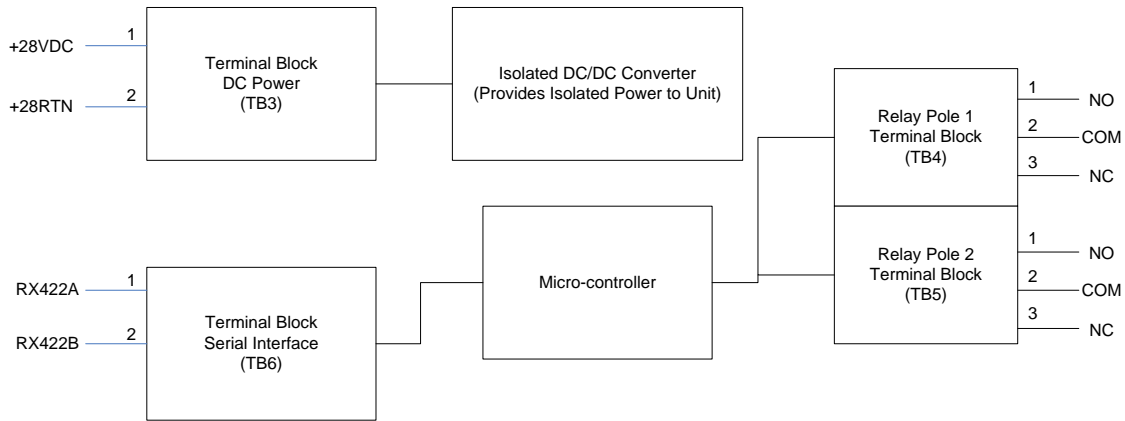 +28VDC
1
+28RTN
2
Terminal Block
DC Power
(TB3)
Isolated DC/DC Converter
(Provides Isolated Power to Unit)
Relay Pole 1
Terminal Block
(TB4)
1
NO
2
COM
3
NC
RX422A
1
RX422B
2
Terminal Block
Serial Interface
(TB6)
Micro-controller
Relay Pole 2
Terminal Block
(TB5)
1
NO
2
COM
3
NC